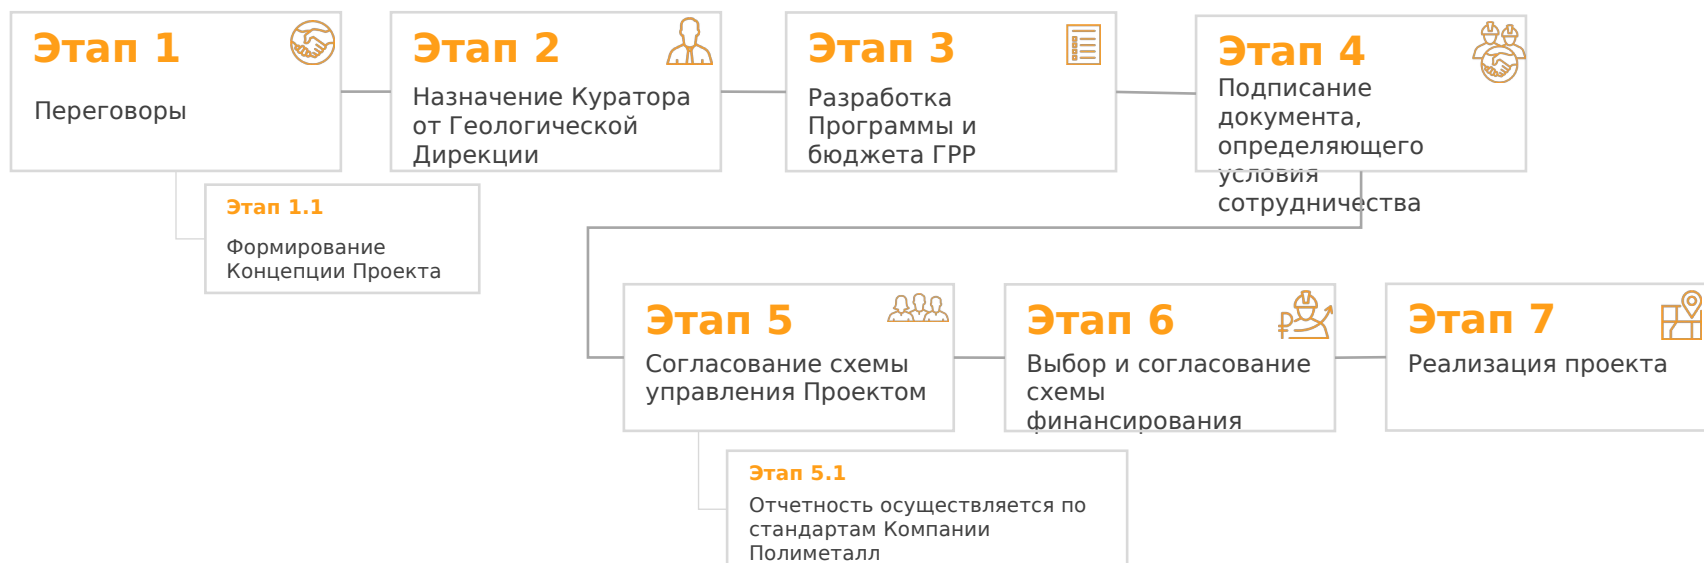 Этап 1
Переговоры
Этап 1.1
Формирование
Концепции Проекта
Этап 2
Назначение Куратора
от Геологической
Дирекции
Этап 3
Разработка
Программы и
бюджета ГРР
Этап 4
Подписание
документа,
определяющего
условия
сотрудничества
Этап 5
Согласование схемы
управления Проектом
Этап 5.1
Отчетность осуществляется по
стандартам Компании
Полиметалл
Этап 6
Выбор и согласование
схемы
финансирования
Этап 7
Реализация проекта